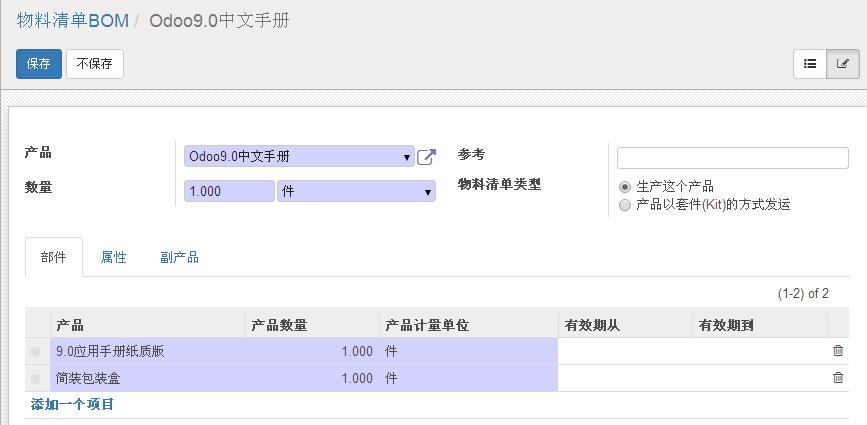 物料清单BOM / Odoo9.0中文手册
保存 不保存
产品 Odoo9.0中文手册 参考
数量 1.000 件 物料清单类型 生产这个产品
产品以套件(Kit)的方式发运
部件 属性 副产品
(1-2) of 2
产品 产品数量 产品计量单位 有效期从 有效期到
9.0应用手册纸质版 1.000 件
简装包装盒 1.000 件
添加一个项目